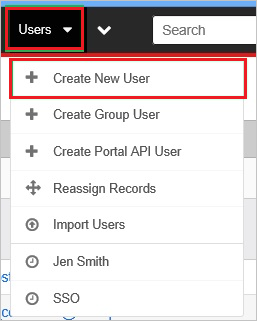 Users
Search
Create New User
Create Group User
Create Portal API User
Reassign Records
Import Users
Jen Smith
SSO